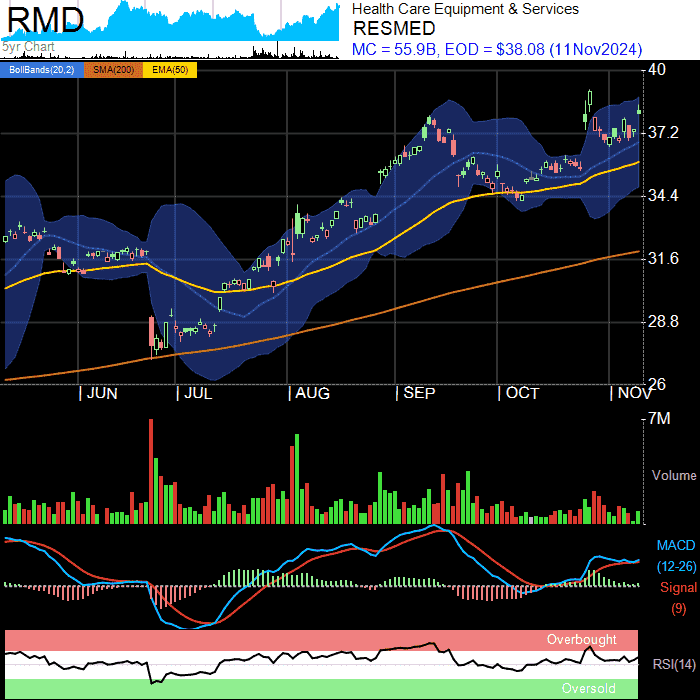 RMD
5yr Chart
Health Care Equipment & Services
RESMED
MC = 55.9B, EOD = $38.08 (11Nov2024)
BollBands(20,2) SMA(200) EMA(50)
40
37.2
34.4
31.6
28.8
26
JUN JUL AUG SEP OCT NOV
7M
Volume
MACD
(12-26)
Signal
(9)
Overbought
RSI(14)
Oversold